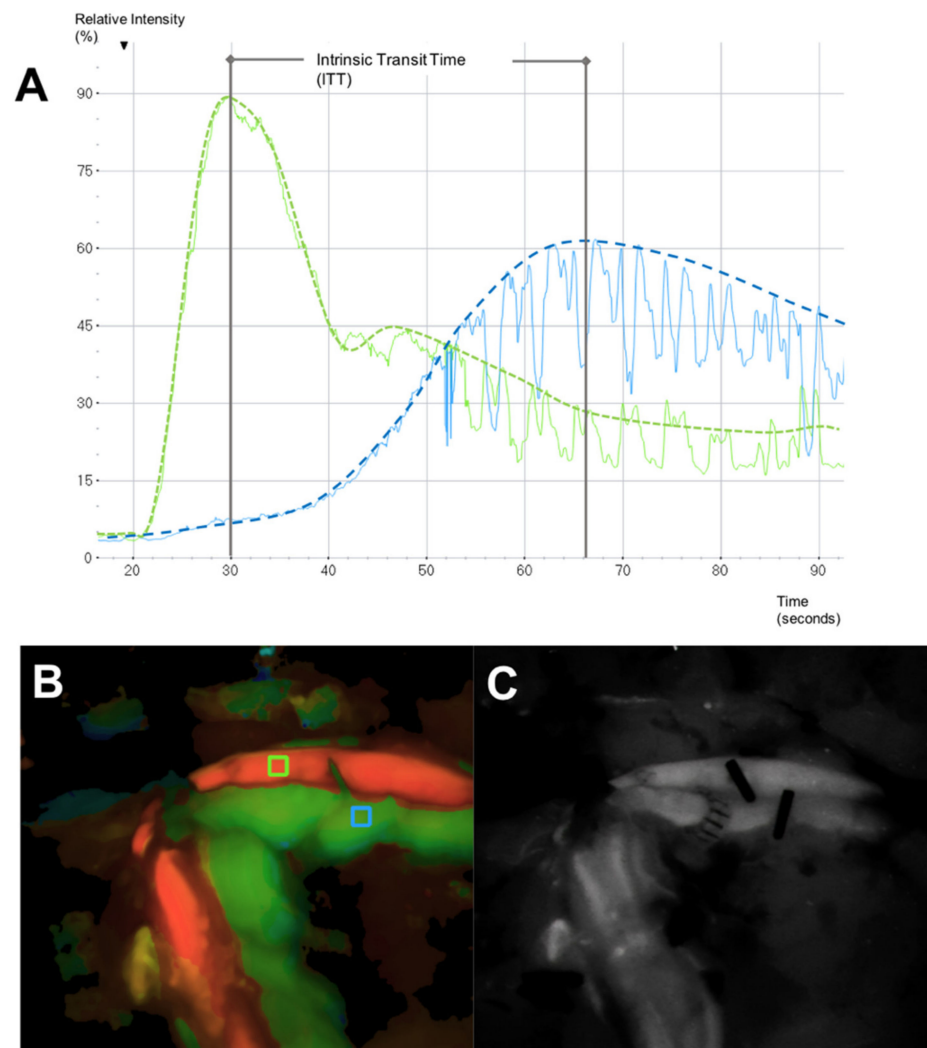 Relative Intensity
(%)
A
Intrinsic Transit Time
(ITT)
90
75
60
45
30
15
0
20 30 40 50 60 70 80 90
Time
(seconds)
B C